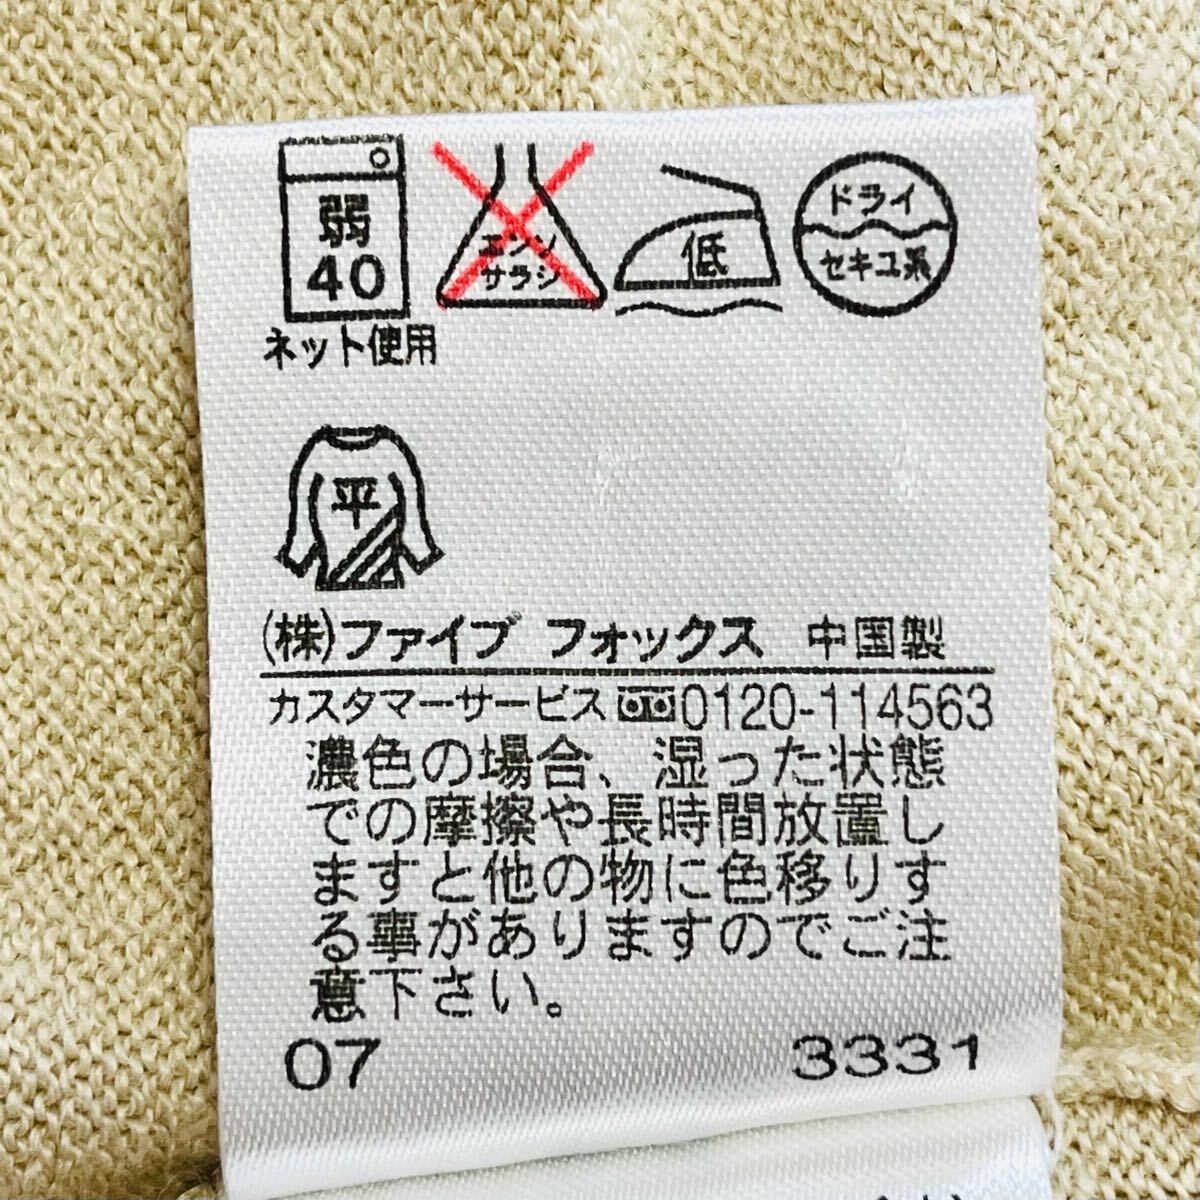 弱
40
ネット使用
エンソ
サラシ
低
ドライ
セキユ系
平
(株)ファイブ フォックス 中国製
カスタマーサービス 0120-114563
濃色の場合、湿った状態
での摩擦や長時間放置し
ますと他の物に色移りす
る事がありますのでご注
意下さい。
07 3331